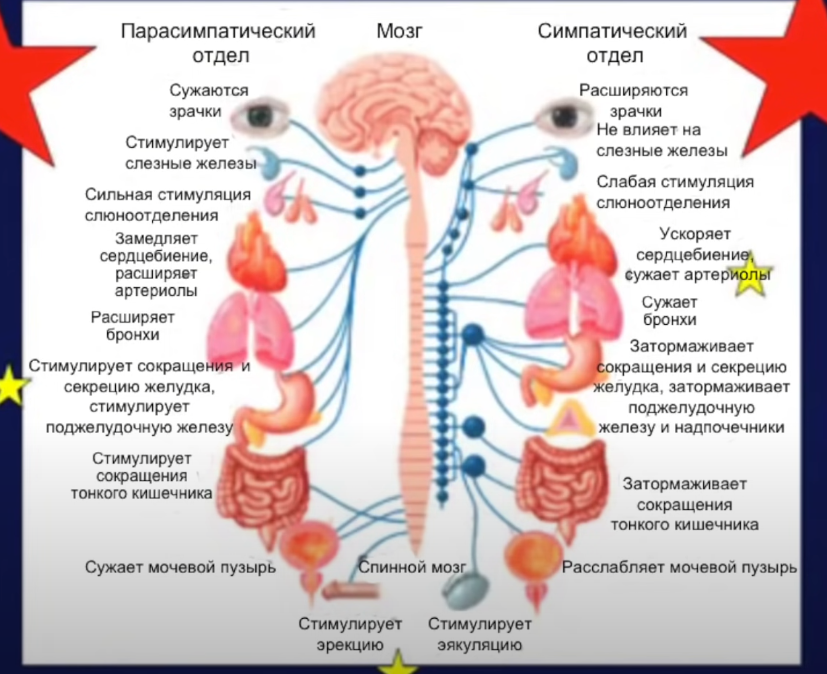 Парасимпатический
отдел
Мозг
Симпатический
отдел
Сужаются
зрачки
Стимулирует
слезные железы
Сильная стимуляция
слюноотделения
Замедляет
сердцебиение,
расширяет
артериолы
Расширяет
бронхи
Стимулирует сокращения и
секрецию желудка,
стимулирует
поджелудочную железу
Стимулирует
сокращения
тонкого кишечника
Сужает мочевой пузырь
Расширяются
зрачки
Не влияет на
слезные железы
Слабая стимуляция
слюноотделения
Ускоряет
сердцебиение,
сужает артериолы
Сужает
бронхи
Затормаживает
сокращения и секрецию
желудка, затормаживает
поджелудочную
железу и надпочечники
Затормаживает
сокращения
тонкого кишечника
Расслабляет мочевой пузырь
Спинной мозг
Стимулирует
эрекцию
Стимулирует
эякуляцию